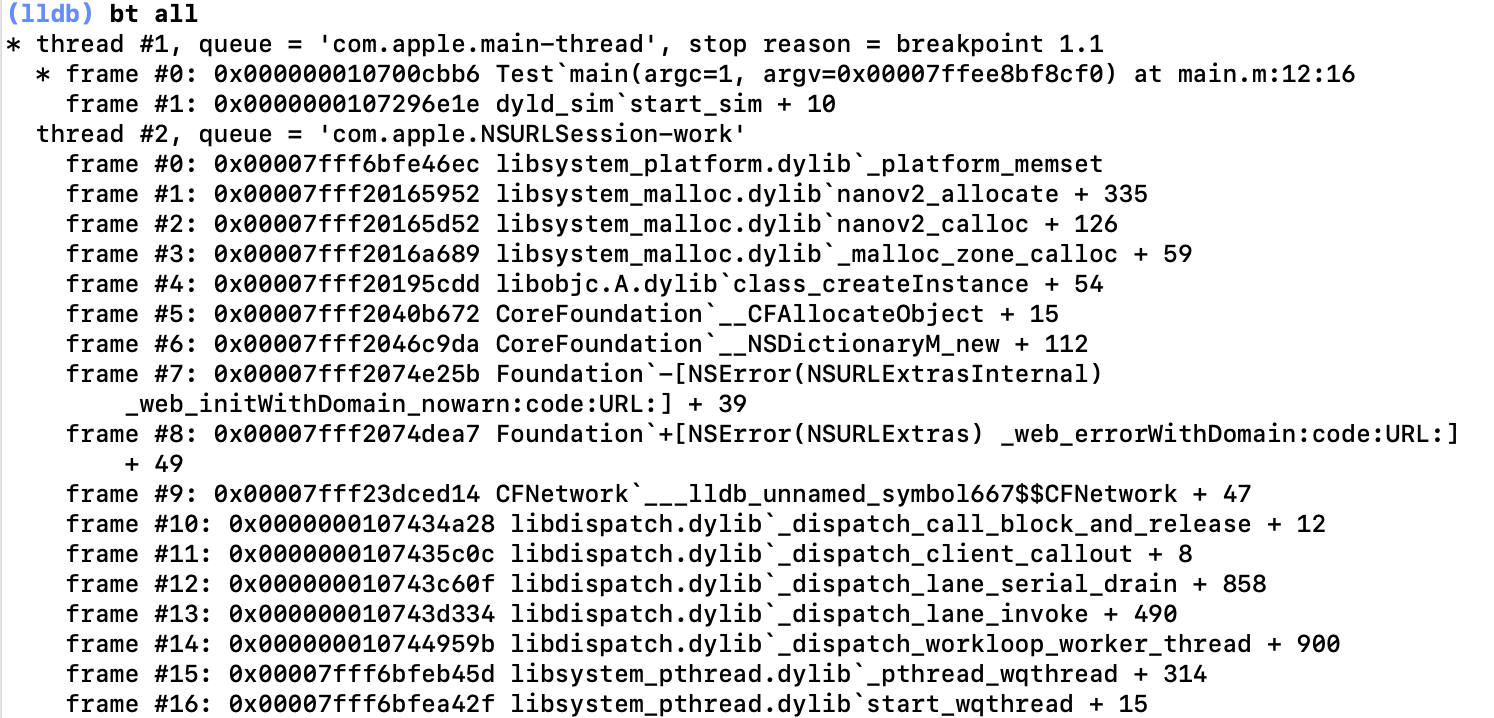 (lldb) bt all
* thread #1, queue = 'com.apple.main-thread', stop reason = breakpoint 1.1
* frame #0: 0x000000010700cbb6 Test`main(argc=1, argv=0x00007ffee8bf8cf0) at main.m:12:16
frame #1: 0x0000000107296e1e dyld_sim`start_sim + 10
thread #2, queue = 'com.apple.NSURLSession-work'
frame #0: 0x00007fff6bfe46ec libsystem_platform.dylib`_platform_memset
frame #1: 0x00007fff20165952 libsystem_malloc.dylib`nanov2_allocate + 335
frame #2: 0x00007fff20165d52 libsystem_malloc.dylib`nanov2_calloc + 126
frame #3: 0x00007fff2016a689 libsystem_malloc.dylib`_malloc_zone_calloc + 59
frame #4: 0x00007fff20195cdd libobjc.A.dylib`class_createInstance + 54
frame #5: 0x00007fff2040b672 CoreFoundation`__CFAllocateObject + 15
frame #6: 0x00007fff2046c9da CoreFoundation`__NSDictionaryM_new + 112
frame #7: 0x00007fff2074e25b Foundation`-[NSError(NSURLExtrasInternal)
_web_initWithDomain_nowarn:code:URL:] + 39
frame #8: 0x00007fff2074dea7 Foundation`+[NSError(NSURLExtras) _web_errorWithDomain:code:URL:]
+ 49
frame #9: 0x00007fff23dced14 CFNetwork`___lldb_unnamed_symbol667$$CFNetwork + 47
frame #10: 0x0000000107434a28 libdispatch.dylib`_dispatch_call_block_and_release + 12
frame #11: 0x0000000107435c0c libdispatch.dylib`_dispatch_client_callout + 8
frame #12: 0x000000010743c60f libdispatch.dylib`_dispatch_lane_serial_drain + 858
frame #13: 0x000000010743d334 libdispatch.dylib`_dispatch_lane_invoke + 490
frame #14: 0x000000010744959b libdispatch.dylib`_dispatch_workloop_worker_thread + 900
frame #15: 0x00007fff6bfeb45d libsystem_pthread.dylib`_pthread_wqthread + 314
frame #16: 0x00007fff6bfea42f libsystem_pthread.dylib`start_wqthread + 15